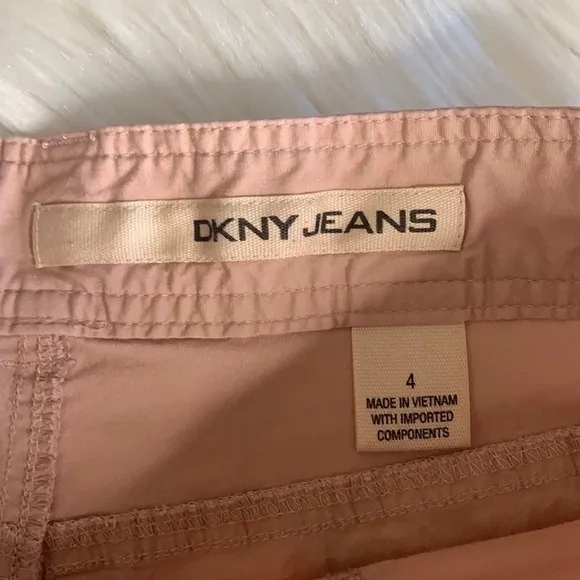 DKNY JEANS
4
MADE IN VIETNAM
WITH IMPORTED
COMPONENTS